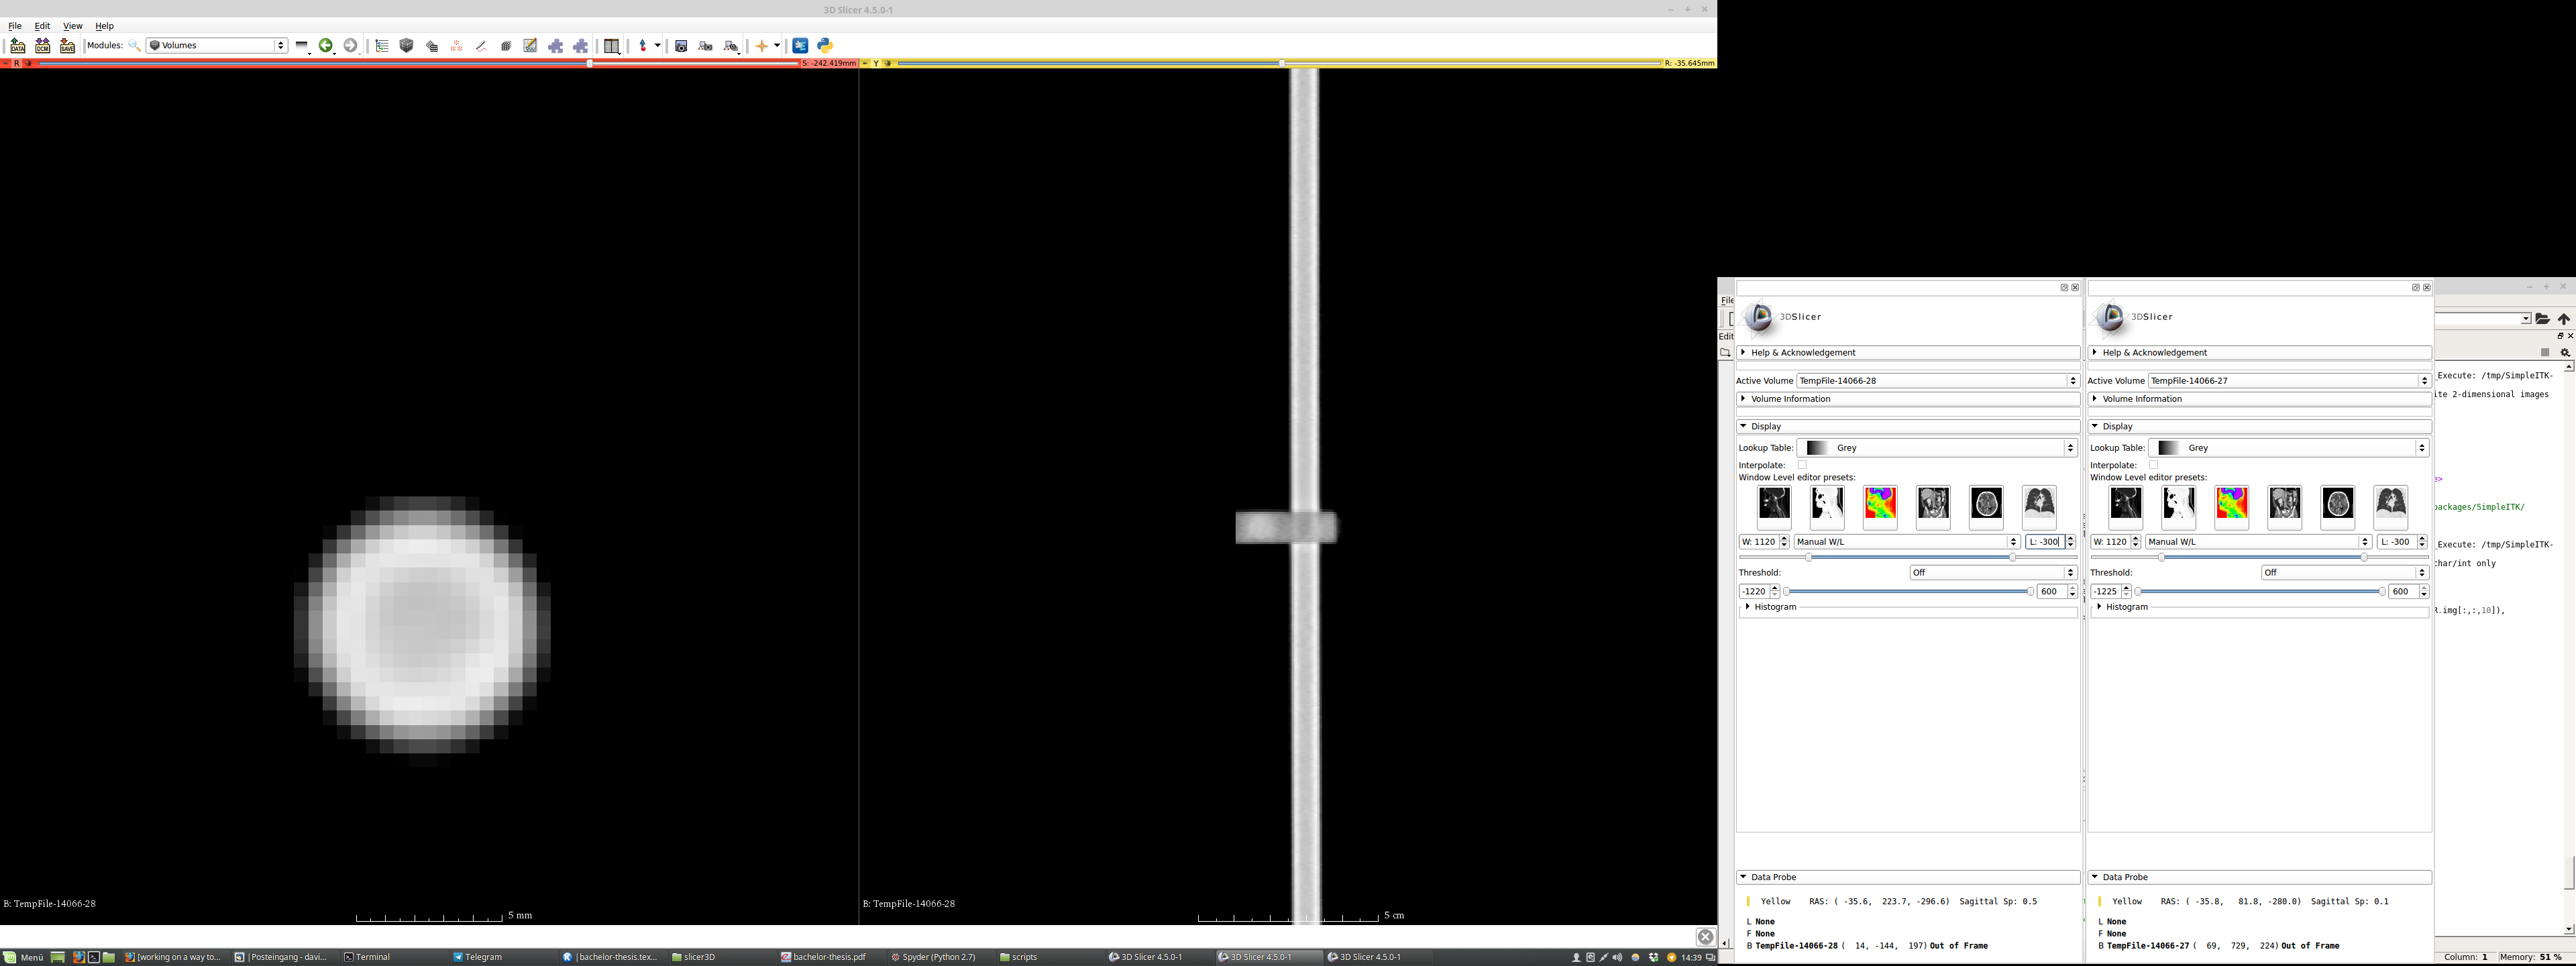 3D Slicer 4.5.0-1
File Edit View Help
DATA DCM SAVE Modules: Volumes
R S: -242.419mm Y R: -35.645mm
B: TempFile-14066-28 5 mm
B: TempFile-14066-28 5 cm
3DSlicer
Help & Acknowledgement
Active Volume TempFile-14066-28
Volume Information
Display
Lookup Table: Grey
Interpolate:
Window Level editor presets:
W: 1120 Manual W/L L: -300
Threshold: Off
-1220 600
Histogram
Data Probe
Yellow RAS: ( -35.6, 223.7, -296.6) Sagittal Sp: 0.5
L None
F None
B TempFile-14066-28 ( 14, -144, 197) Out of Frame
3DSlicer
Help & Acknowledgement
Active Volume TempFile-14066-27
Volume Information
Display
Lookup Table: Grey
Interpolate:
Window Level editor presets:
W: 1120 Manual W/L L: -300
Threshold: Off
-1225 600
Histogram
Data Probe
Yellow RAS: ( -35.8, 81.8, -280.0) Sagittal Sp: 0.1
L None
F None
B TempFile-14066-27 ( 69, 729, 224) Out of Frame
File
Edit
_Execute: /tmp/SimpleITK-
ite 2-dimensional images
e>
packages/SimpleITK/
_Execute: /tmp/SimpleITK-
char/int only
R.img[:,:,10]),
Column: 1 Memory: 51 %
Menü [working on a way to... |Posteingang - davi... Terminal Telegram |bachelor-thesis.tex... slicer3D bachelor-thesis.pdf Spyder (Python 2.7) scripts 3D Slicer 4.5.0-1 3D Slicer 4.5.0-1 3D Slicer 4.5.0-1 14:39